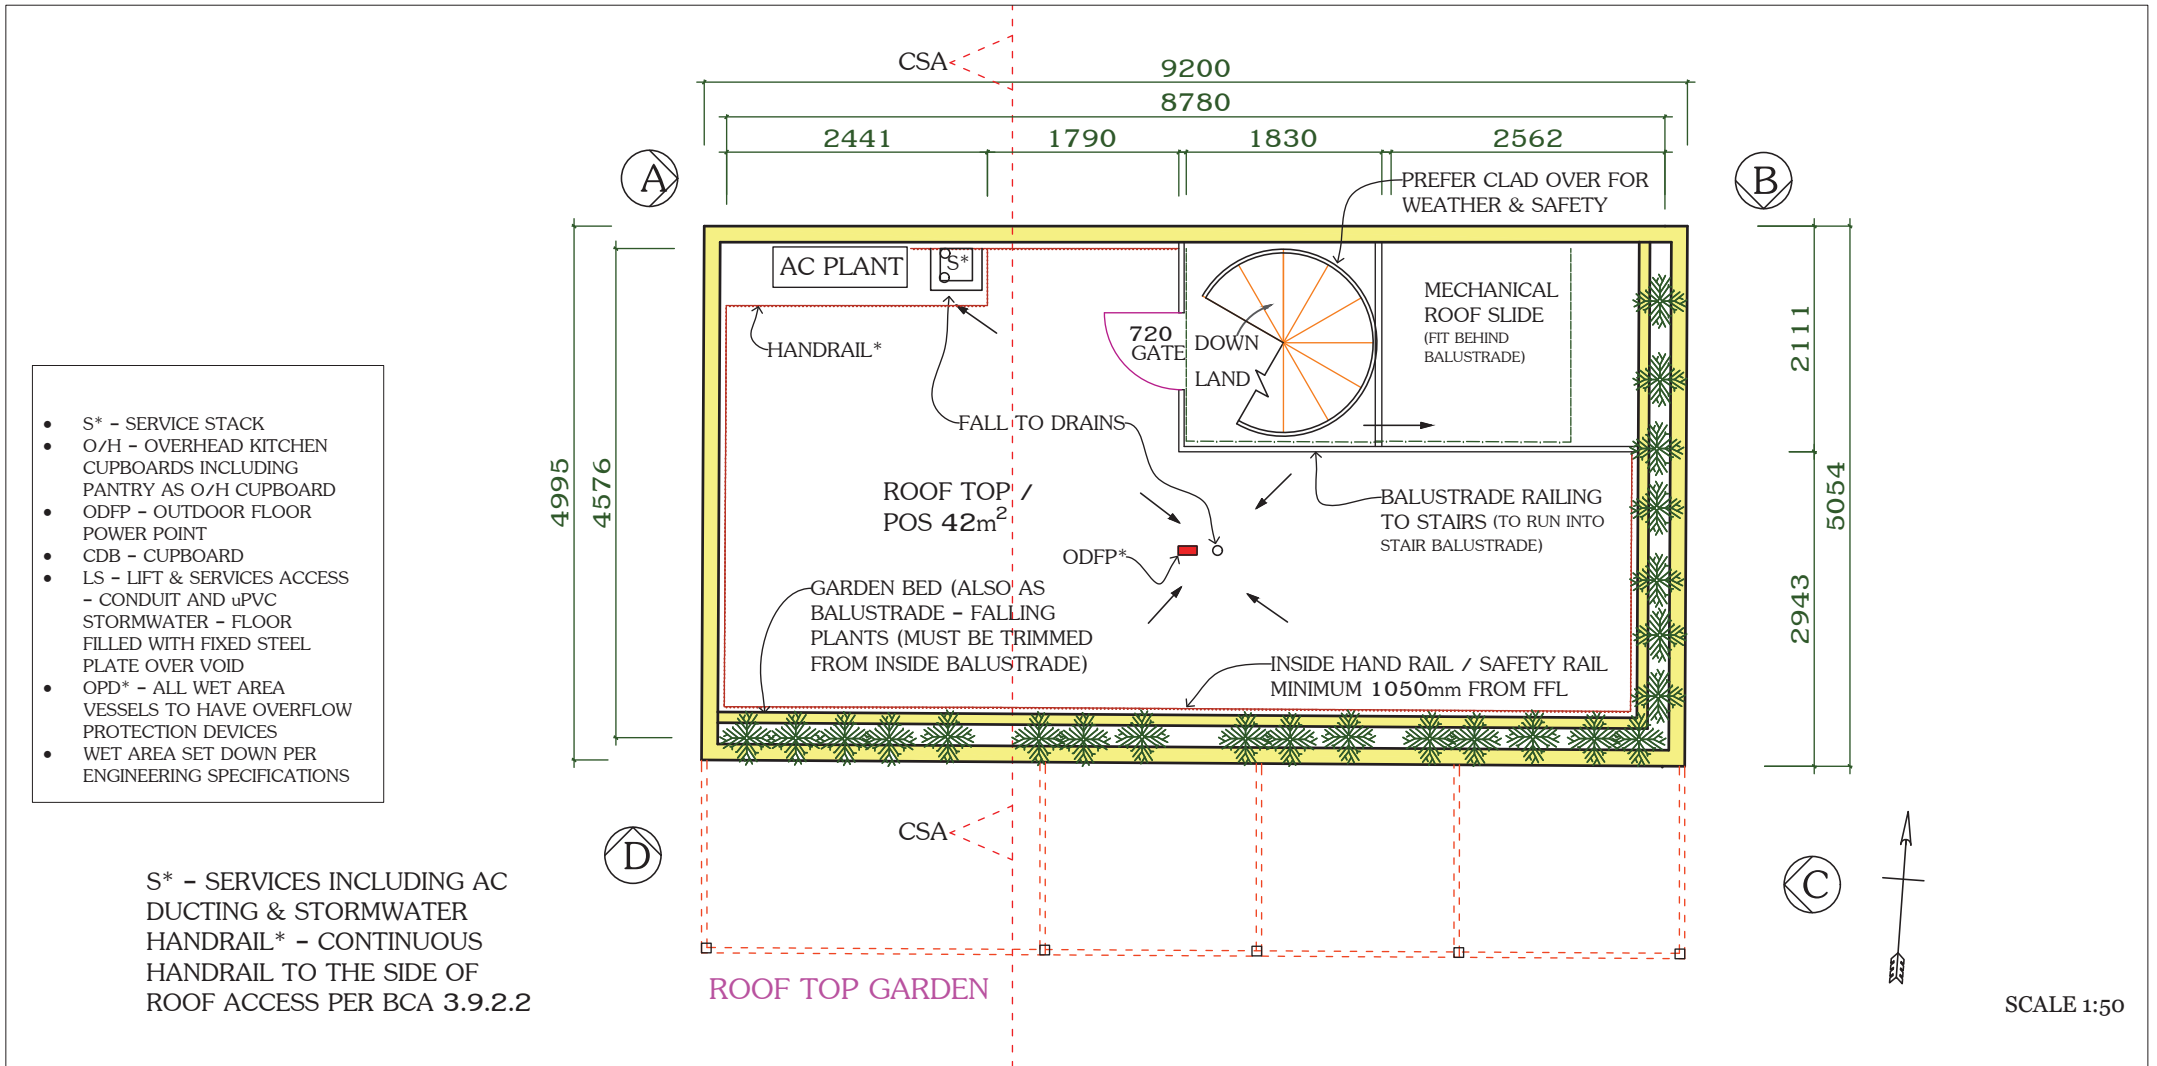 CSA
9200
8780
2441
1790
1830
2562
A
B
PREFER CLAD OVER FOR
WEATHER & SAFETY
AC PLANT
S*
MECHANICAL
ROOF SLIDE
(FIT BEHIND
BALUSTRADE)
720
GATE
DOWN
LAND
HANDRAIL*
FALL TO DRAINS
2111
4995
4576
5054
2943
ROOF TOP /
POS 42m²
BALUSTRADE RAILING
TO STAIRS (TO RUN INTO
STAIR BALUSTRADE)
ODFP*
GARDEN BED (ALSO AS
BALUSTRADE – FALLING
PLANTS (MUST BE TRIMMED
FROM INSIDE BALUSTRADE)
INSIDE HAND RAIL / SAFETY RAIL
MINIMUM 1050mm FROM FFL
• S* – SERVICE STACK
• O/H – OVERHEAD KITCHEN
CUPBOARDS INCLUDING
PANTRY AS O/H CUPBOARD
• ODFP – OUTDOOR FLOOR
POWER POINT
• CDB – CUPBOARD
• LS – LIFT & SERVICES ACCESS
– CONDUIT AND uPVC
STORMWATER – FLOOR
FILLED WITH FIXED STEEL
PLATE OVER VOID
• OPD* – ALL WET AREA
VESSELS TO HAVE OVERFLOW
PROTECTION DEVICES
• WET AREA SET DOWN PER
ENGINEERING SPECIFICATIONS
CSA
D
C
S* – SERVICES INCLUDING AC
DUCTING & STORMWATER
HANDRAIL* – CONTINUOUS
HANDRAIL TO THE SIDE OF
ROOF ACCESS PER BCA 3.9.2.2
ROOF TOP GARDEN
SCALE 1:50